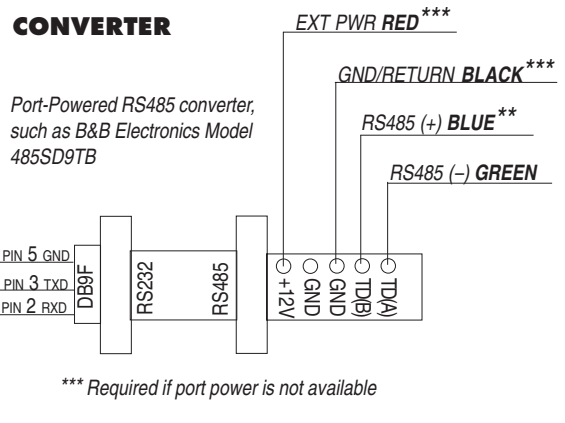 CONVERTER
EXT PWR RED***
GND/RETURN BLACK***
Port-Powered RS485 converter,
such as B&B Electronics Model
485SD9TB
RS485 (+) BLUE**
RS485 (–) GREEN
PIN 5 GND
PIN 3 TXD
PIN 2 RXD
DB9F
RS232
RS485
+12V
GND
GND
TD(B)
TD(A)
*** Required if port power is not available